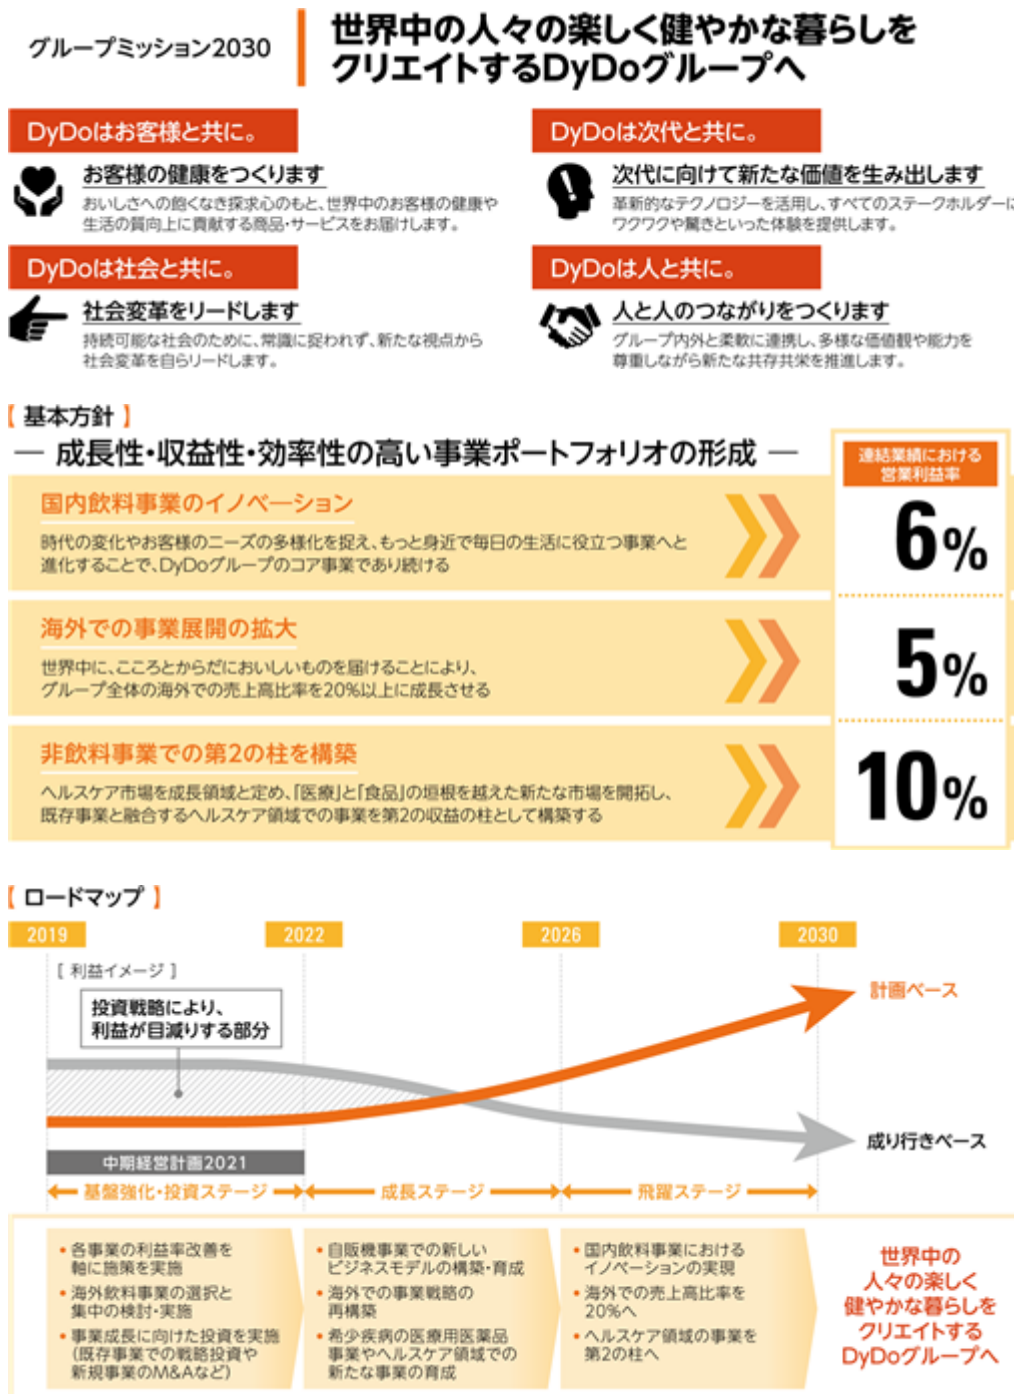 グループミッション2030
世界中の人々の楽しく健やかな暮らしを
クリエイトするDyDoグループへ
DyDoはお客様と共に。
お客様の健康をつくります
おいしさへの飽くなき探求心のもと、世界中のお客様の健康や
生活の質向上に貢献する商品・サービスをお届けします。
DyDoは次代と共に。
次代に向けて新たな価値を生み出します
革新的なテクノロジーを活用し、すべてのステークホルダーに
ワクワクや驚きといった体験を提供します。
DyDoは社会と共に。
社会変革をリードします
持続可能な社会のために、常識に捉われず、新たな視点から
社会変革を自らリードします。
DyDoは人と共に。
人と人のつながりをつくります
グループ内外と柔軟に連携し、多様な価値観や能力を
尊重しながら新たな共存共栄を推進します。
【 基本方針 】
― 成長性・収益性・効率性の高い事業ポートフォリオの形成 ―
連結業績における
営業利益率
国内飲料事業のイノベーション
時代の変化やお客様のニーズの多様化を捉え、もっと身近で毎日の生活に役立つ事業へと
進化することで、DyDoグループのコア事業であり続ける
6%
海外での事業展開の拡大
世界中に、こころとからだにおいしいものを届けることにより、
グループ全体の海外での売上高比率を20%以上に成長させる
5%
非飲料事業での第2の柱を構築
ヘルスケア市場を成長領域と定め、「医療」と「食品」の垣根を越えた新たな市場を開拓し、
既存事業と融合するヘルスケア領域での事業を第2の収益の柱として構築する
10%
【 ロードマップ 】
2019
2022
2026
2030
[ 利益イメージ ]
投資戦略により、
利益が目減りする部分
計画ベース
成り行きベース
中期経営計画2021
基盤強化・投資ステージ
成長ステージ
飛躍ステージ
• 各事業の利益率改善を
軸に施策を実施
• 海外飲料事業の選択と
集中の検討・実施
• 事業成長に向けた投資を実施
(既存事業での戦略投資や
新規事業のM&Aなど)
• 自販機事業での新しい
ビジネスモデルの構築・育成
• 海外での事業戦略の
再構築
• 希少疾病の医療用医薬品
事業やヘルスケア領域での
新たな事業の育成
• 国内飲料事業における
イノベーションの実現
• 海外での売上高比率を
20%へ
• ヘルスケア領域の事業を
第2の柱へ
世界中の
人々の楽しく
健やかな暮らしを
クリエイトする
DyDoグループへ